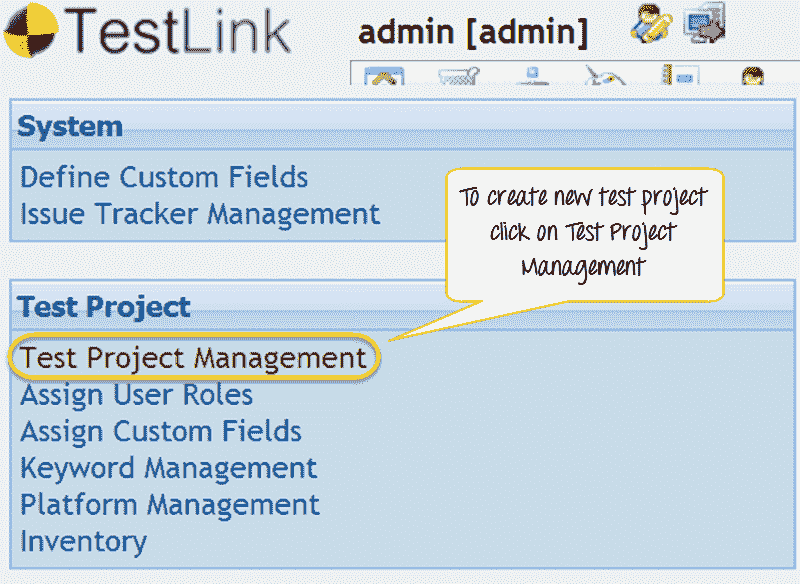 TestLink
admin [admin]
System
Define Custom Fields
Issue Tracker Management
To create new test project
click on Test Project
Management
Test Project
Test Project Management
Assign User Roles
Assign Custom Fields
Keyword Management
Platform Management
Inventory